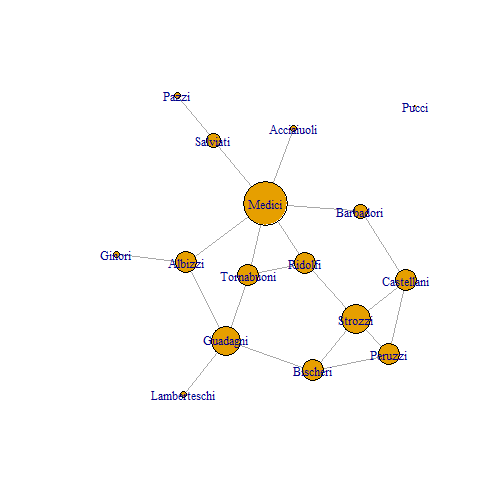 Pazzi
Pucci
Acciaiuoli
Salviati
Medici
Barbadori
Ginori
Albizzi
Ridolfi
Tornabuoni
Castellani
Strozzi
Guadagni
Peruzzi
Bischeri
Lamberteschi